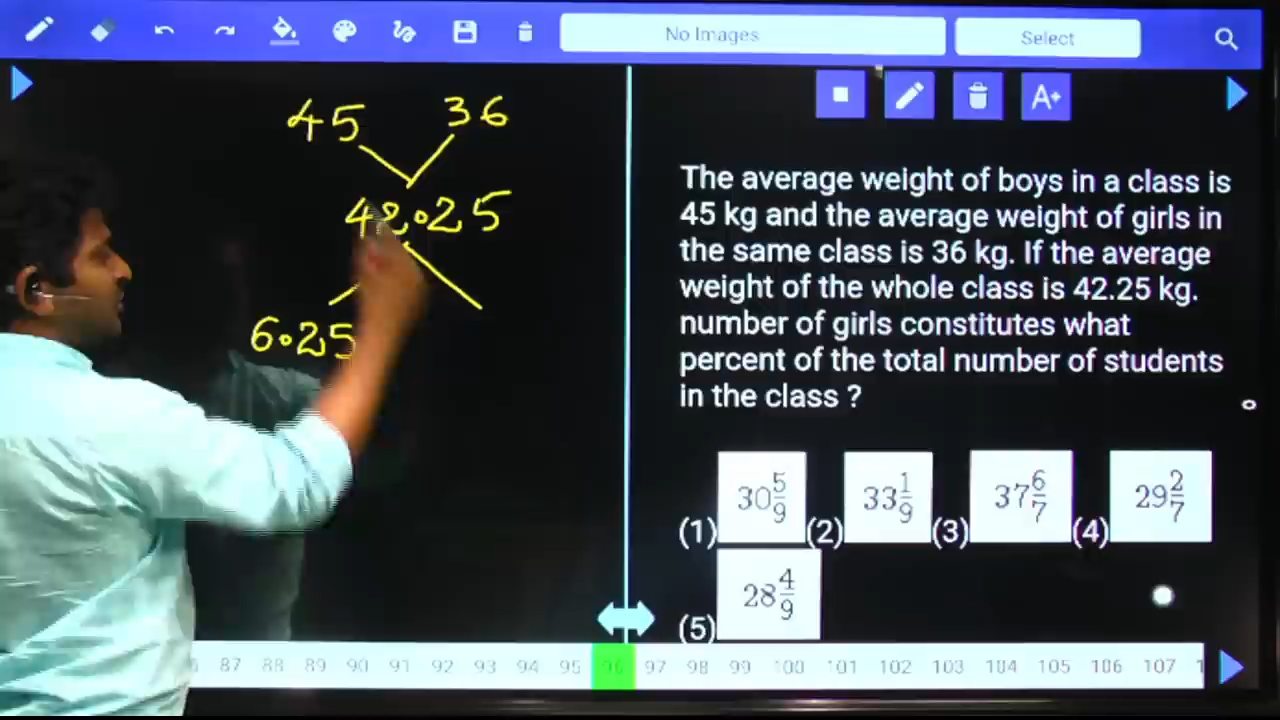 No Images
Select
A+
45 36
42.25
6.25
The average weight of boys in a class is
45 kg and the average weight of girls in
the same class is 36 kg. If the average
weight of the whole class is 42.25 kg.
number of girls constitutes what
percent of the total number of students
in the class ?
(1) 30 5/9 (2) 33 1/9 (3) 37 6/7 (4) 29 2/7
(5) 28 4/9
87 88 89 90 91 92 93 94 95 96 97 98 99 100 101 102 103 104 105 106 107